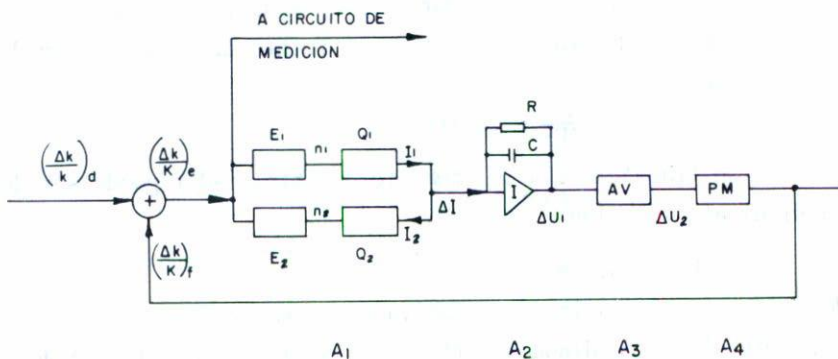 A CIRCUITO DE
MEDICION
R
C
E₁ n₁ Q₁ I₁
(Δk/k)d (Δk/K)e
+
ΔI I ΔU₁ AV ΔU₂ PM
E₂ n₂ Q₂ I₂
(Δk/K)f
A₁ A₂ A₃ A₄